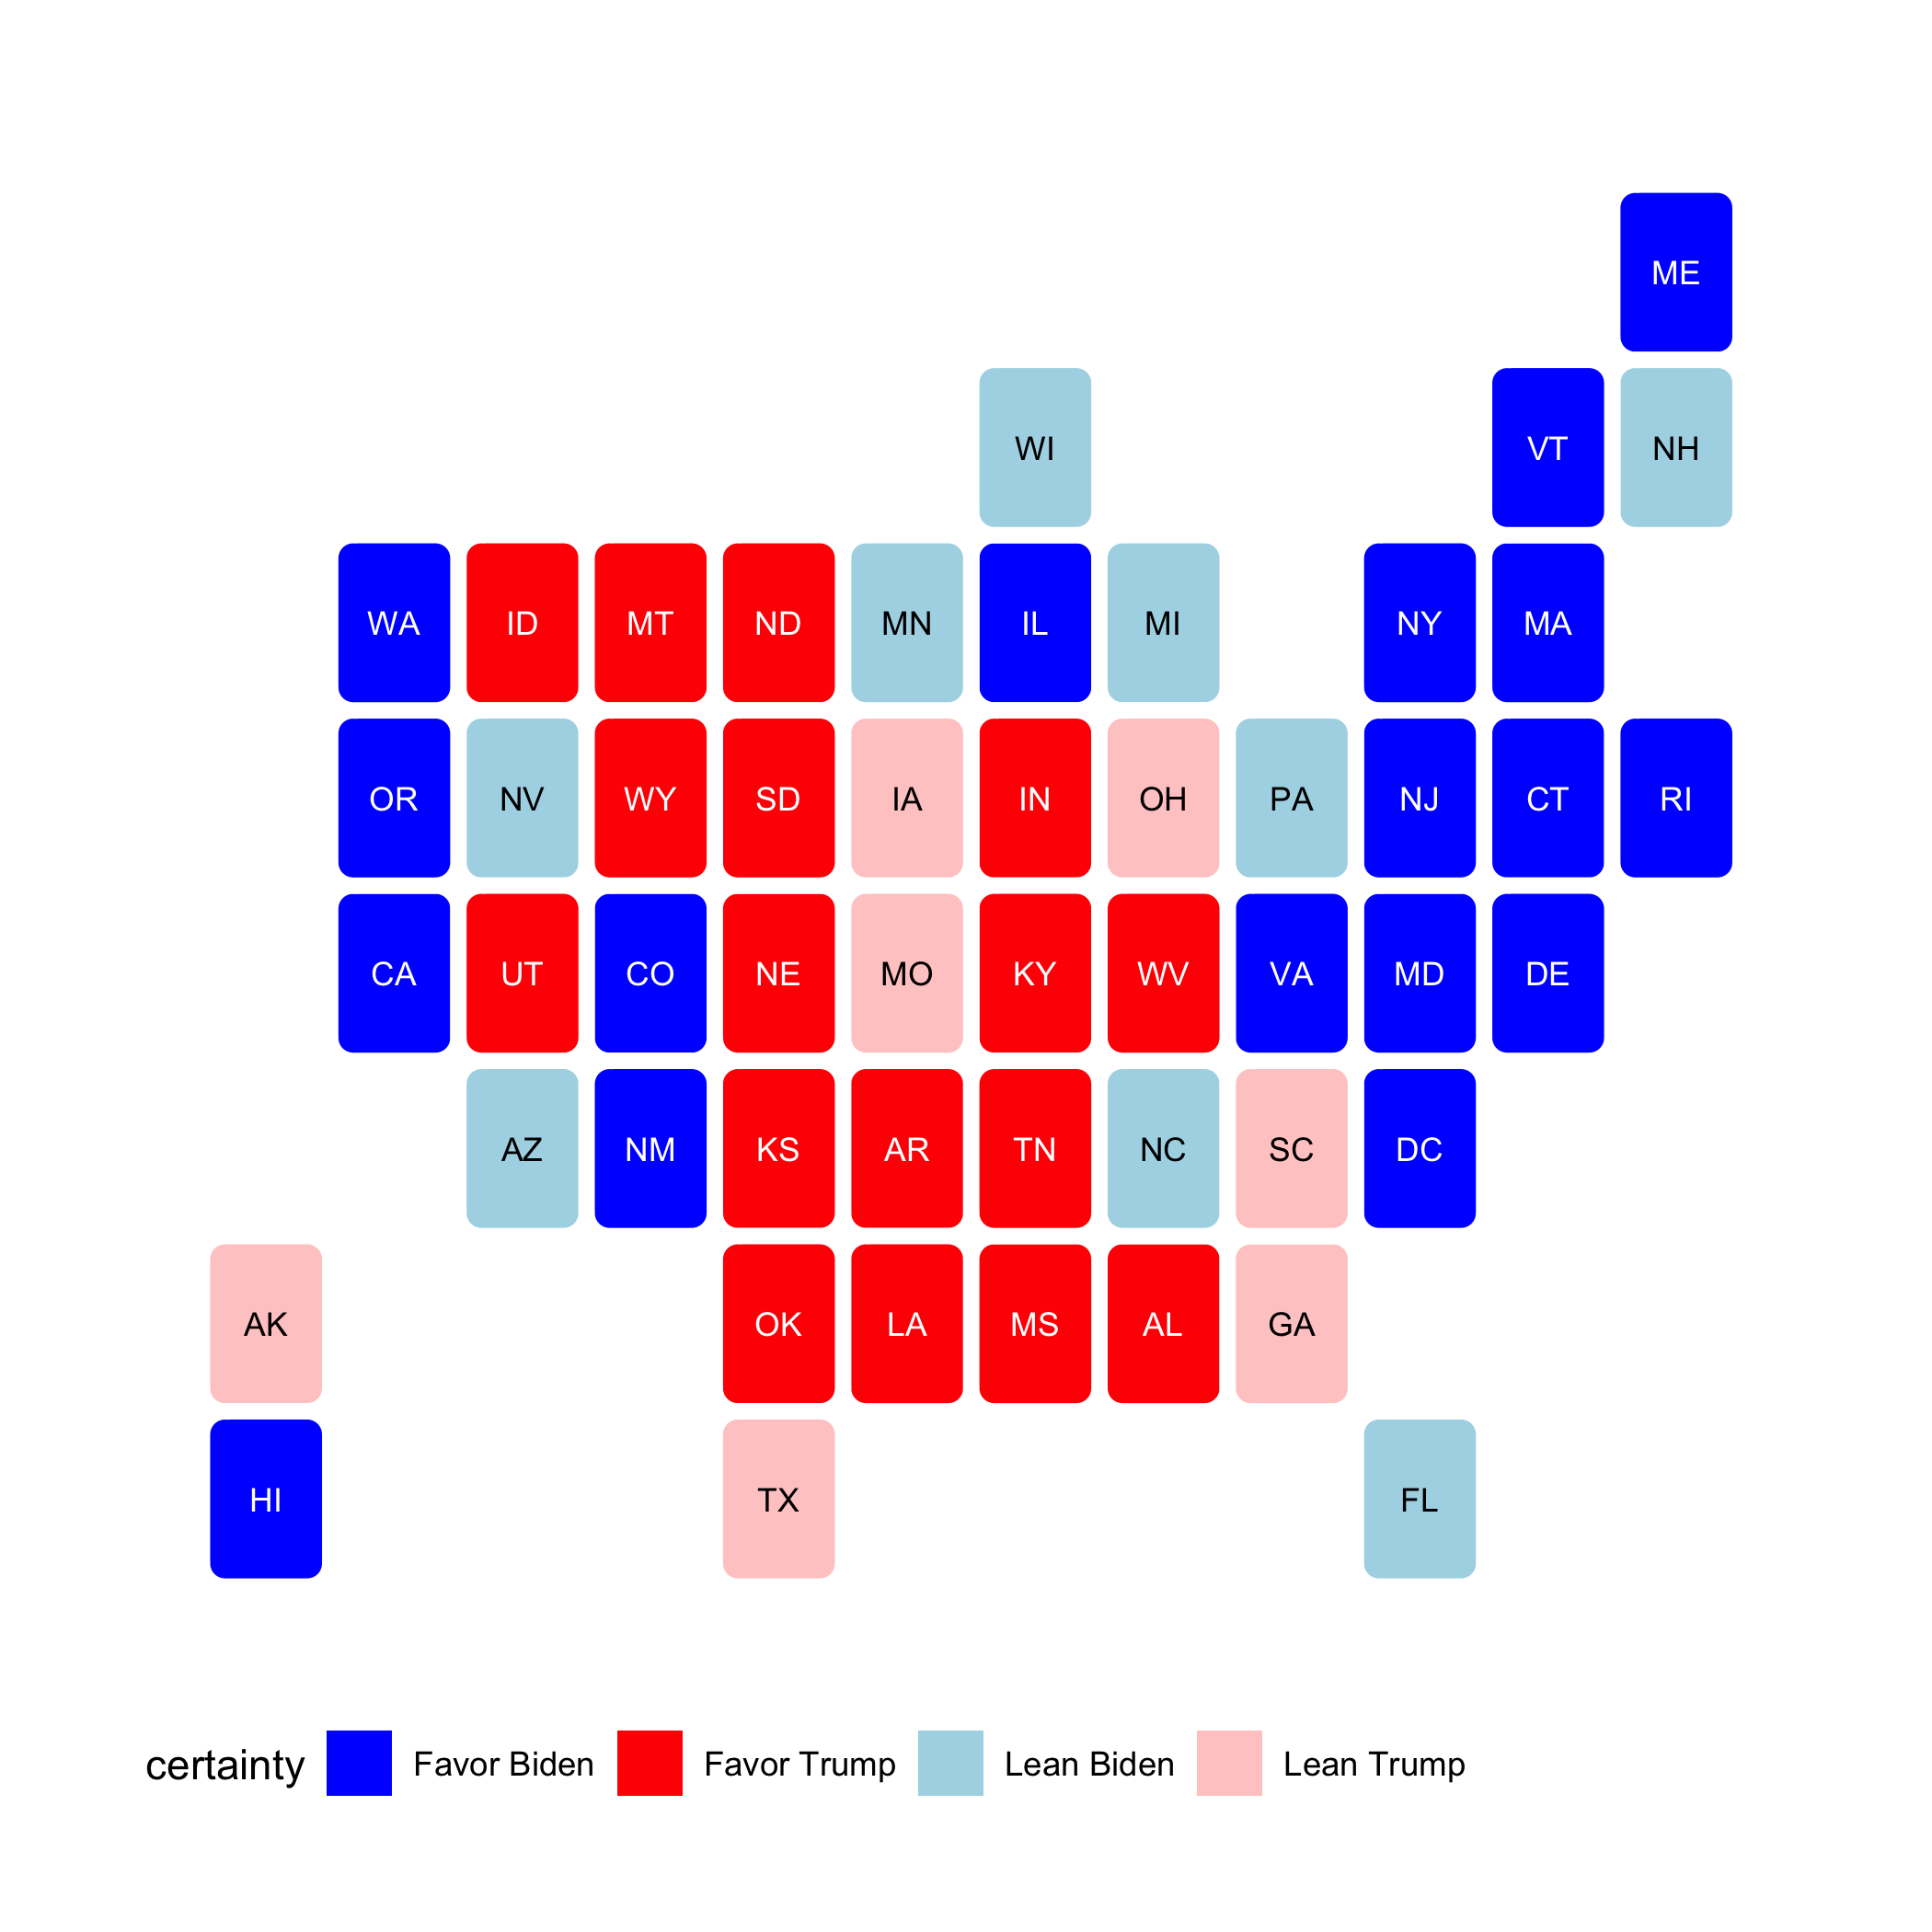 ME
WI VT NH
WA ID MT ND MN IL MI NY MA
OR NV WY SD IA IN OH PA NJ CT RI
CA UT CO NE MO KY WV VA MD DE
AZ NM KS AR TN NC SC DC
AK OK LA MS AL GA
HI TX FL
certainty Favor Biden Favor Trump Lean Biden Lean Trump